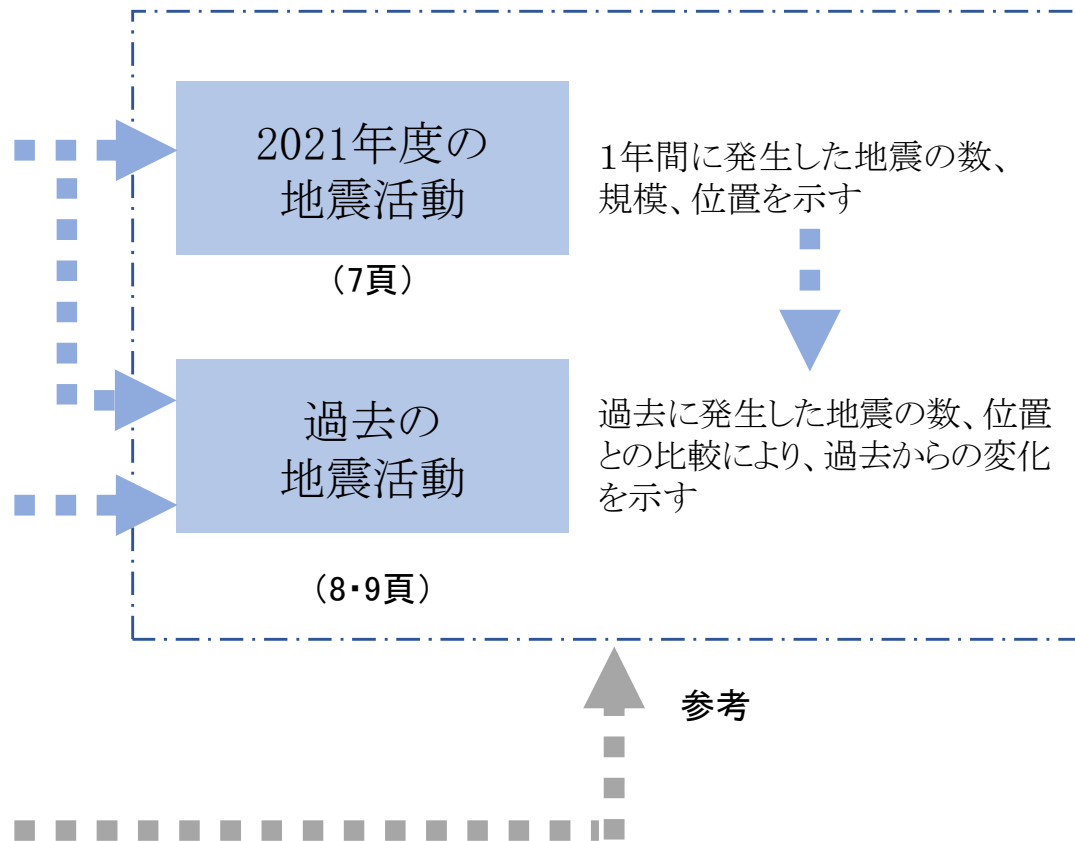 2021年度の
地震活動
(7頁)
１年間に発生した地震の数、
規模、位置を示す
過去の
地震活動
(8・9頁)
過去に発生した地震の数、位置
との比較により、過去からの変化
を示す
参考